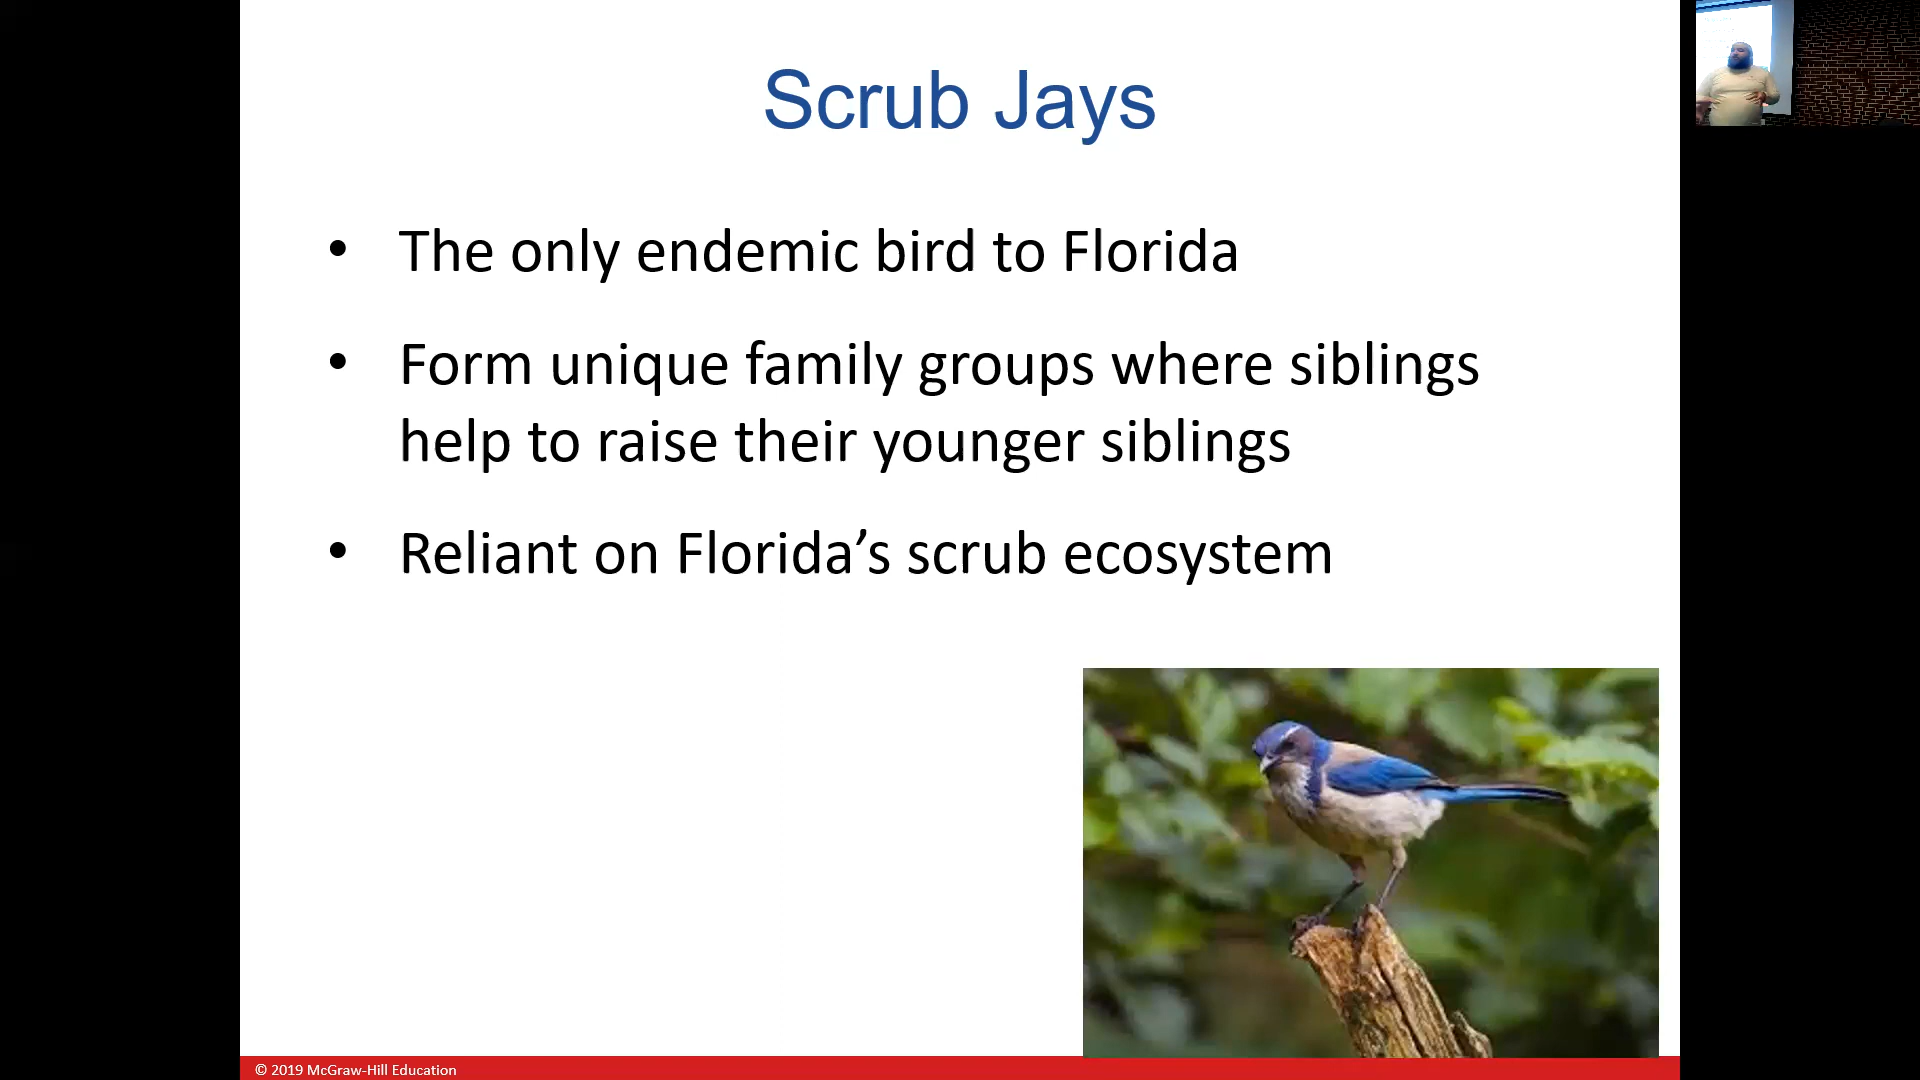 Scrub Jays
• The only endemic bird to Florida
• Form unique family groups where siblings
help to raise their younger siblings
• Reliant on Florida’s scrub ecosystem
© 2019 McGraw-Hill Education